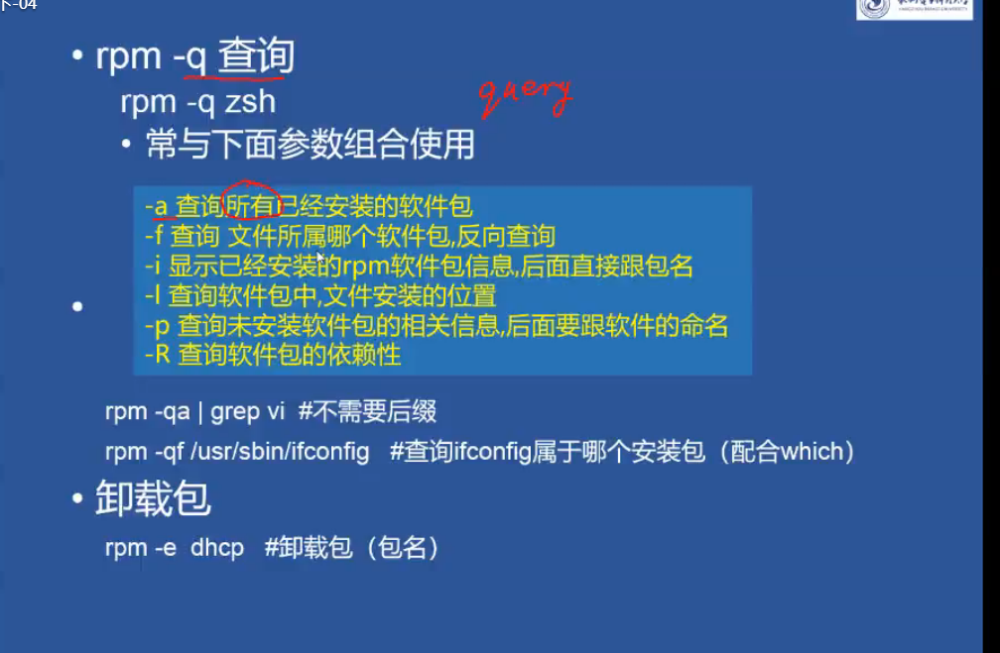 卜-04
• rpm -q 查询
rpm -q zsh
query
• 常与下面参数组合使用
-a 查询所有已经安装的软件包
-f 查询 文件所属哪个软件包,反向查询
-i 显示已经安装的rpm软件包信息,后面直接跟包名
-l 查询软件包中,文件安装的位置
-p 查询未安装软件包的相关信息,后面要跟软件的命名
-R 查询软件包的依赖性
rpm -qa | grep vi #不需要后缀
rpm -qf /usr/sbin/ifconfig #查询ifconfig属于哪个安装包（配合which）
• 卸载包
rpm -e dhcp #卸载包（包名）